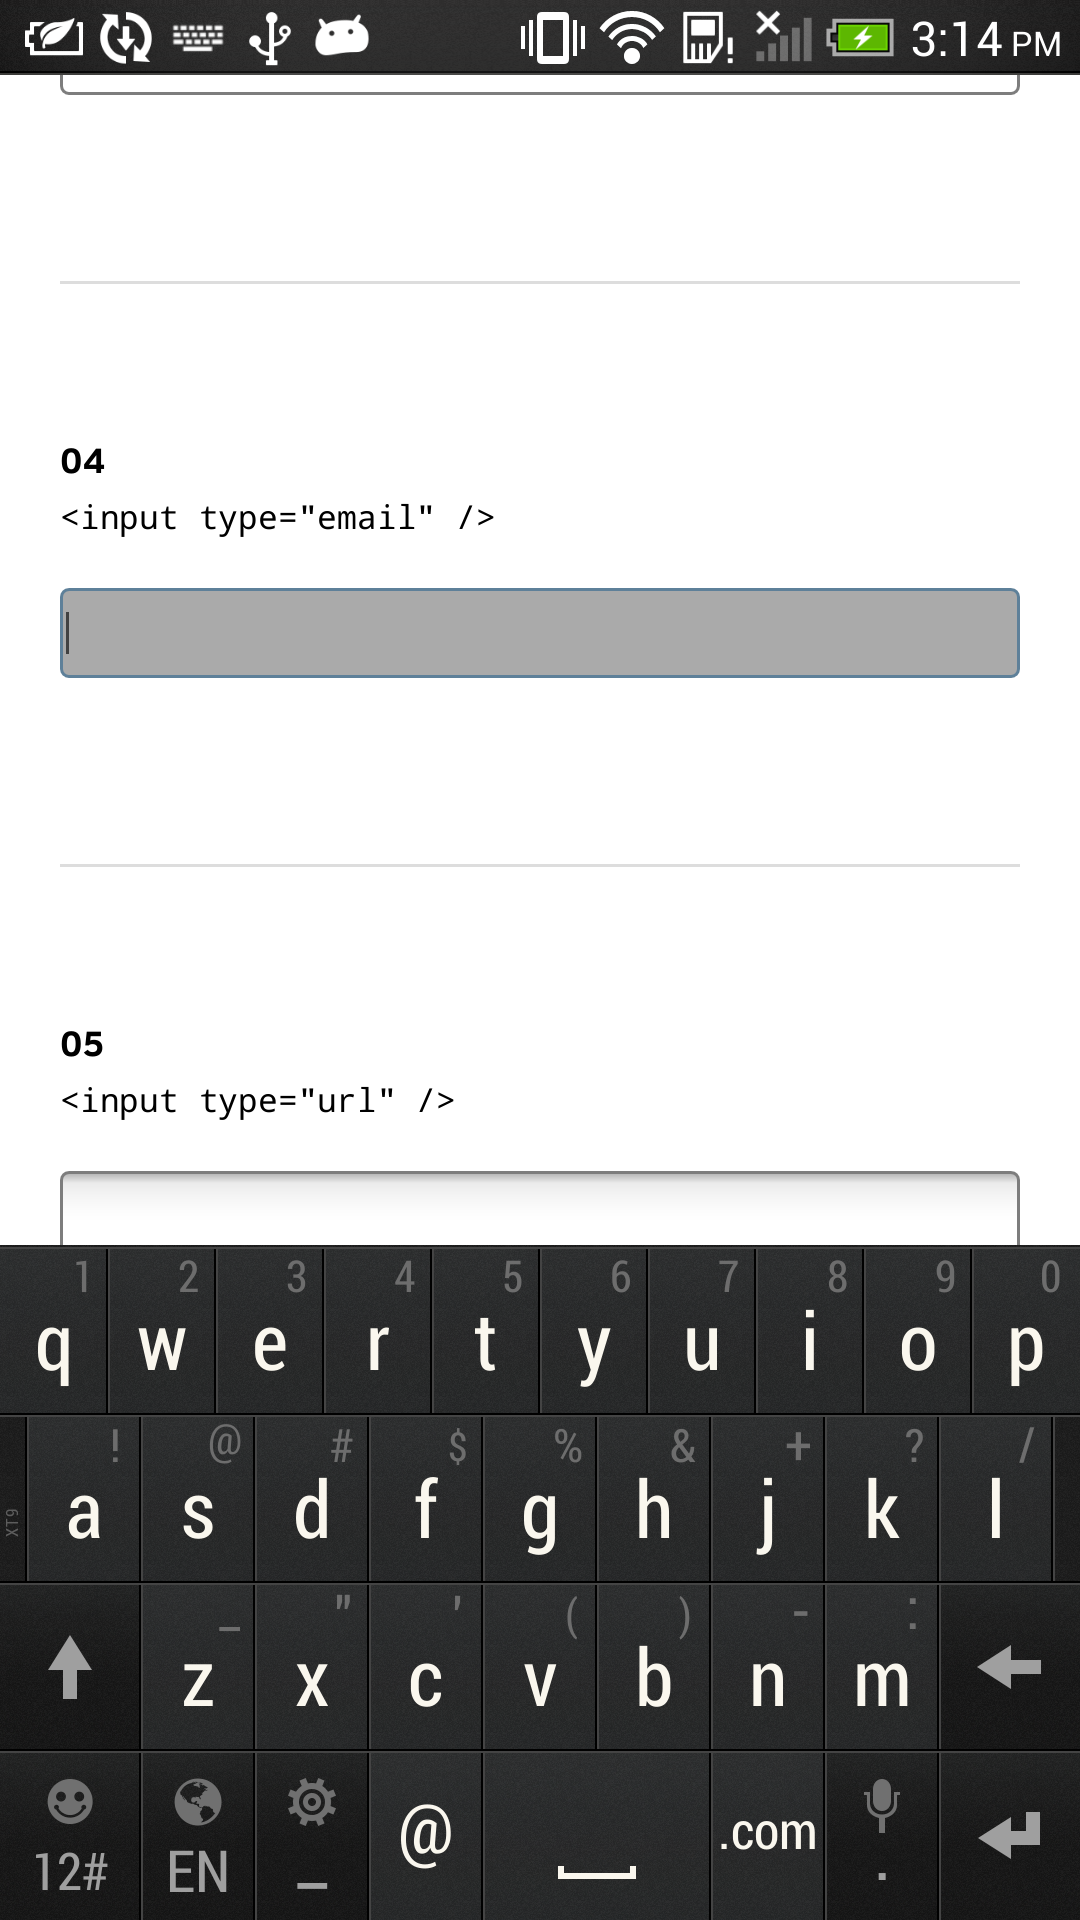 3:14 PM
04
<input type="email" />
05
<input type="url" />
1 2 3 4 5 6 7 8 9 0
q w e r t y u i o p
! @ # $ % & + ? /
XT9 a s d f g h j k l
_ " ' ( ) - :
z x c v b n m
12# EN _ @ .com .